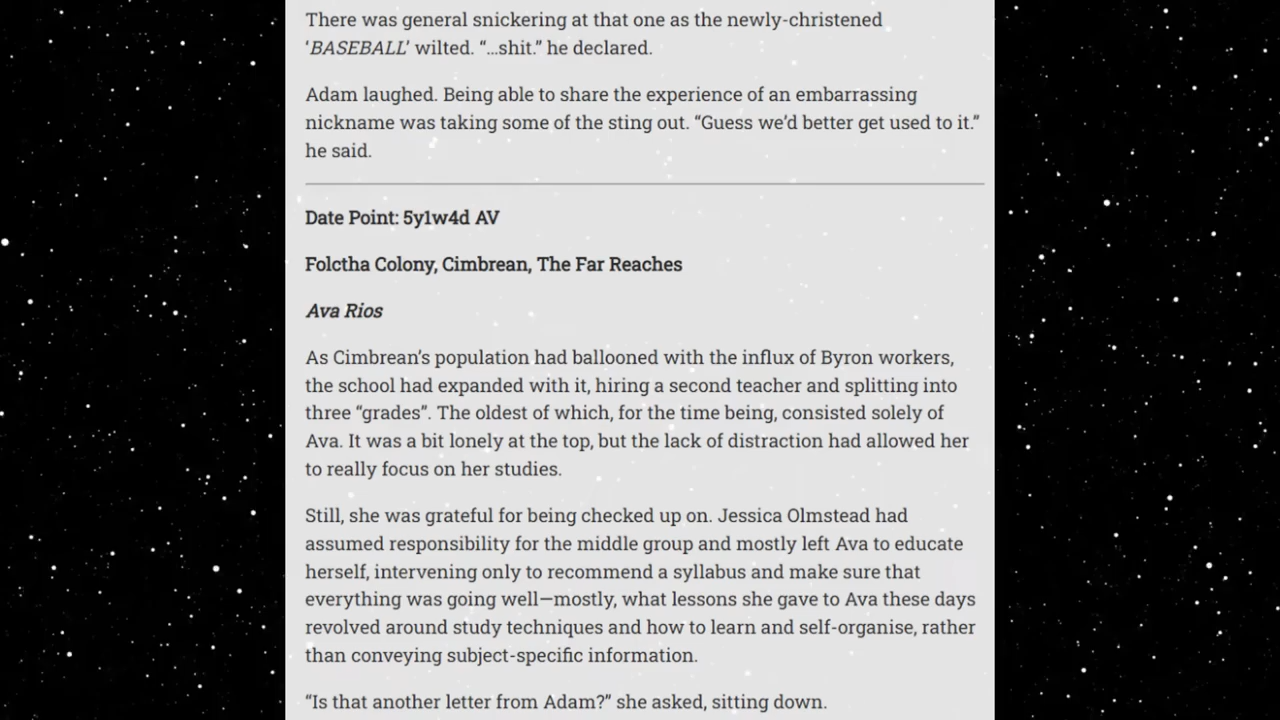 There was general snickering at that one as the newly-christened
‘BASEBALL’ wilted. “…shit.” he declared.
Adam laughed. Being able to share the experience of an embarrassing
nickname was taking some of the sting out. “Guess we’d better get used to it.”
he said.
Date Point: 5y1w4d AV
Folctha Colony, Cimbrean, The Far Reaches
Ava Rios
As Cimbrean’s population had ballooned with the influx of Byron workers,
the school had expanded with it, hiring a second teacher and splitting into
three “grades”. The oldest of which, for the time being, consisted solely of
Ava. It was a bit lonely at the top, but the lack of distraction had allowed her
to really focus on her studies.
Still, she was grateful for being checked up on. Jessica Olmstead had
assumed responsibility for the middle group and mostly left Ava to educate
herself, intervening only to recommend a syllabus and make sure that
everything was going well—mostly, what lessons she gave to Ava these days
revolved around study techniques and how to learn and self-organise, rather
than conveying subject-specific information.
“Is that another letter from Adam?” she asked, sitting down.